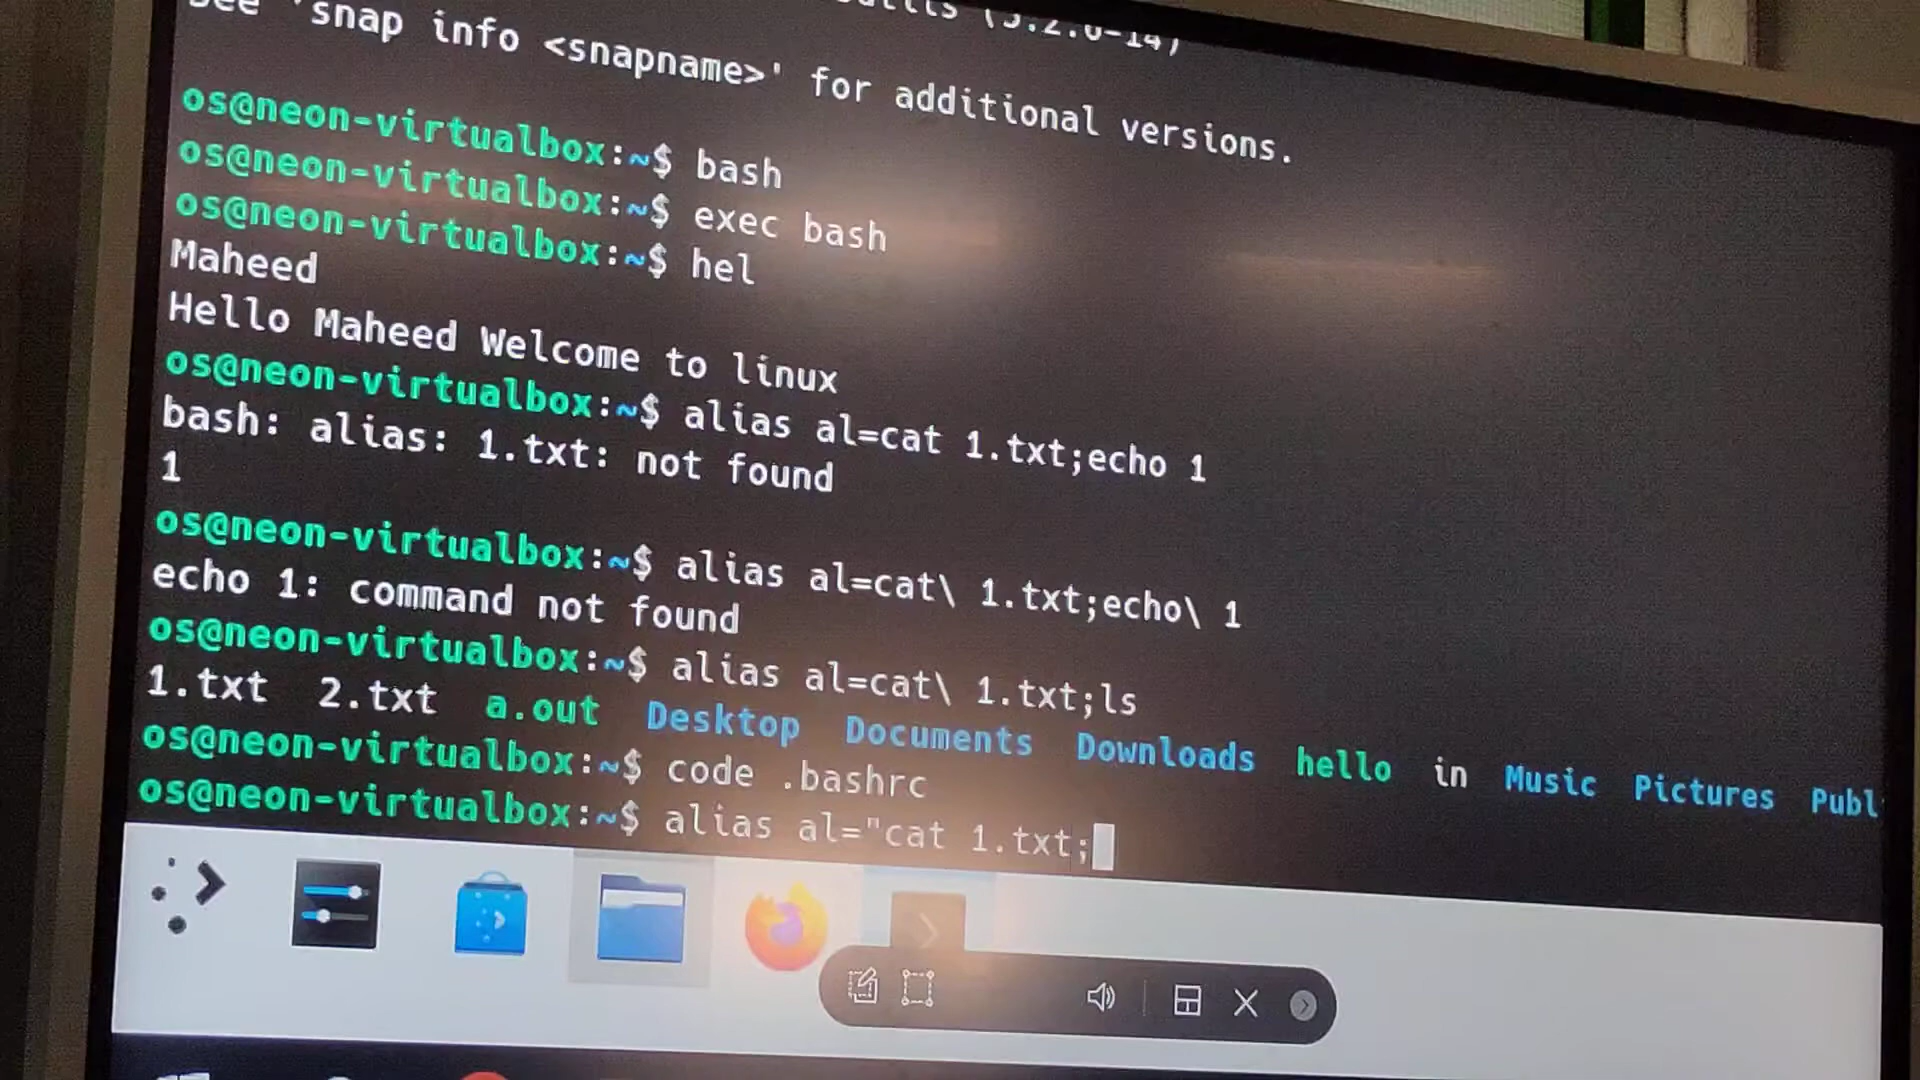 See 'snap info <snapname>' for additional versions.
os@neon-virtualbox:~$ bash
os@neon-virtualbox:~$ exec bash
os@neon-virtualbox:~$ hel
Maheed
Hello Maheed Welcome to linux
os@neon-virtualbox:~$ alias al=cat 1.txt;echo 1
bash: alias: 1.txt: not found
1
os@neon-virtualbox:~$ alias al=cat\ 1.txt;echo\ 1
echo 1: command not found
os@neon-virtualbox:~$ alias al=cat\ 1.txt;ls
1.txt 2.txt a.out Desktop Documents Downloads hello in Music Pictures Publ
os@neon-virtualbox:~$ code .bashrc
os@neon-virtualbox:~$ alias al="cat 1.txt;